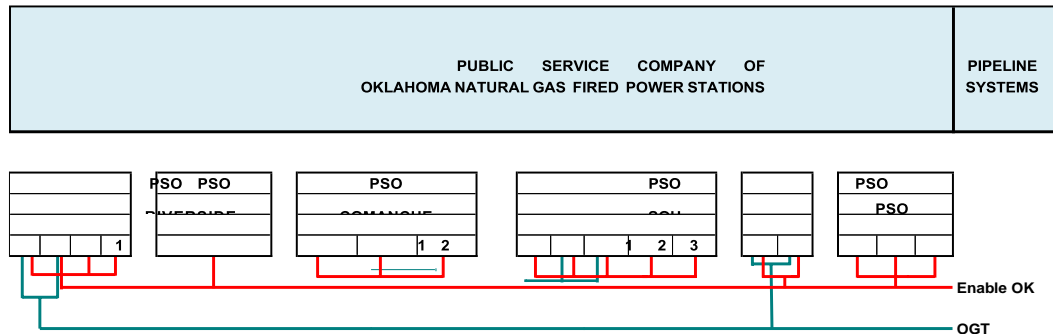 PUBLIC SERVICE COMPANY OF
OKLAHOMA NATURAL GAS FIRED POWER STATIONS
PIPELINE
SYSTEMS
PSO PSO
PSO
PSO
PSO
PSO
1
1 2
1 2 3
Enable OK
OGT